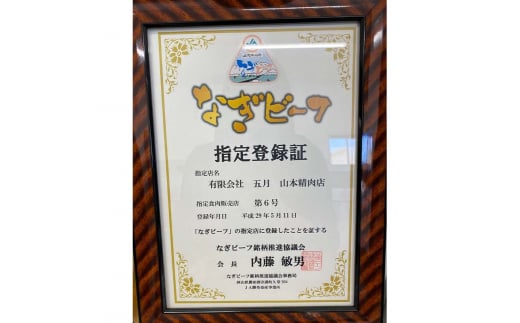 なぎビーフ
指定登録証
指定店名
有限会社 五月 山本精肉店
指定食肉販売店 第6号
登録年月日 平成29年5月11日
「なぎビーフ」の指定店に登録したことを証する
なぎビーフ銘柄推進協議会
会長 内藤 敏男
なぎビーフ銘柄推進協議会事務局